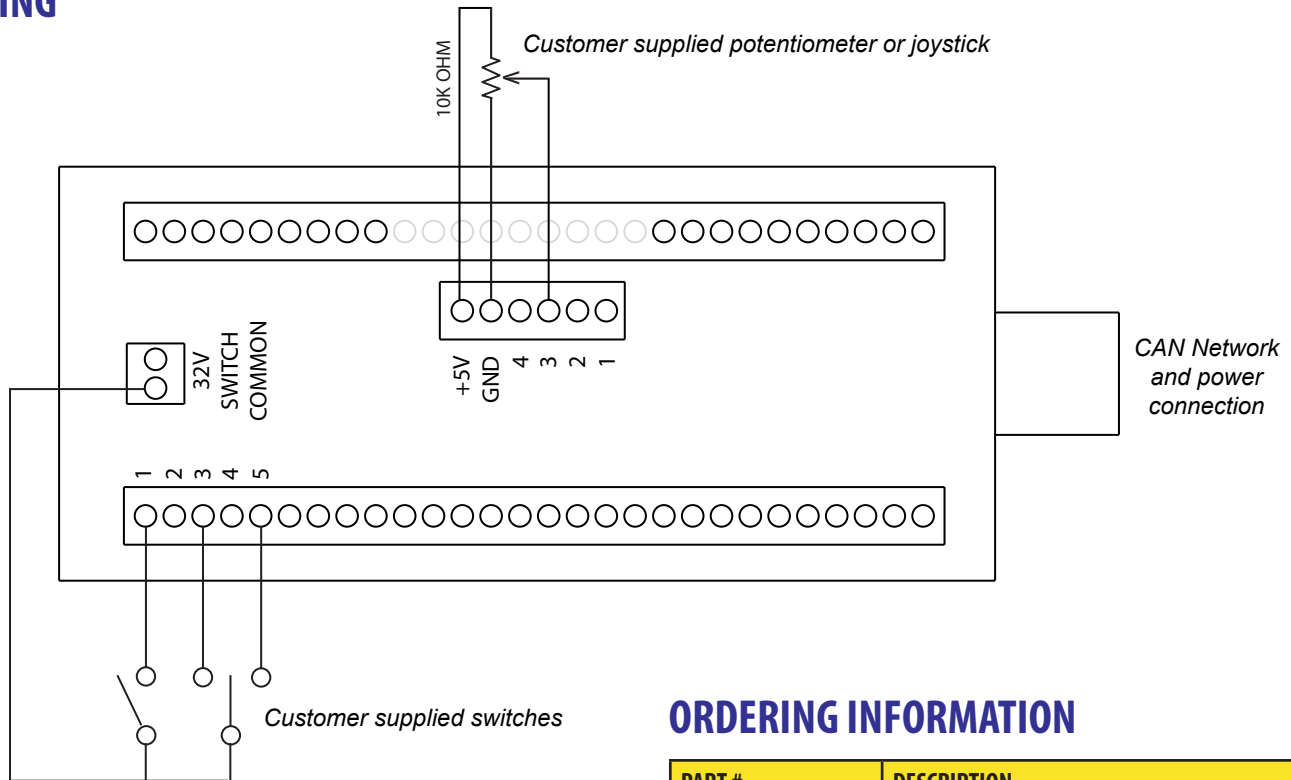 ING
Customer supplied potentiometer or joystick
10K OHM
+5V
GND
4
3
2
1
32V
SWITCH
COMMON
CAN Network
and power
connection
1
2
3
4
5
Customer supplied switches
ORDERING INFORMATION
PART # DESCRIPTION